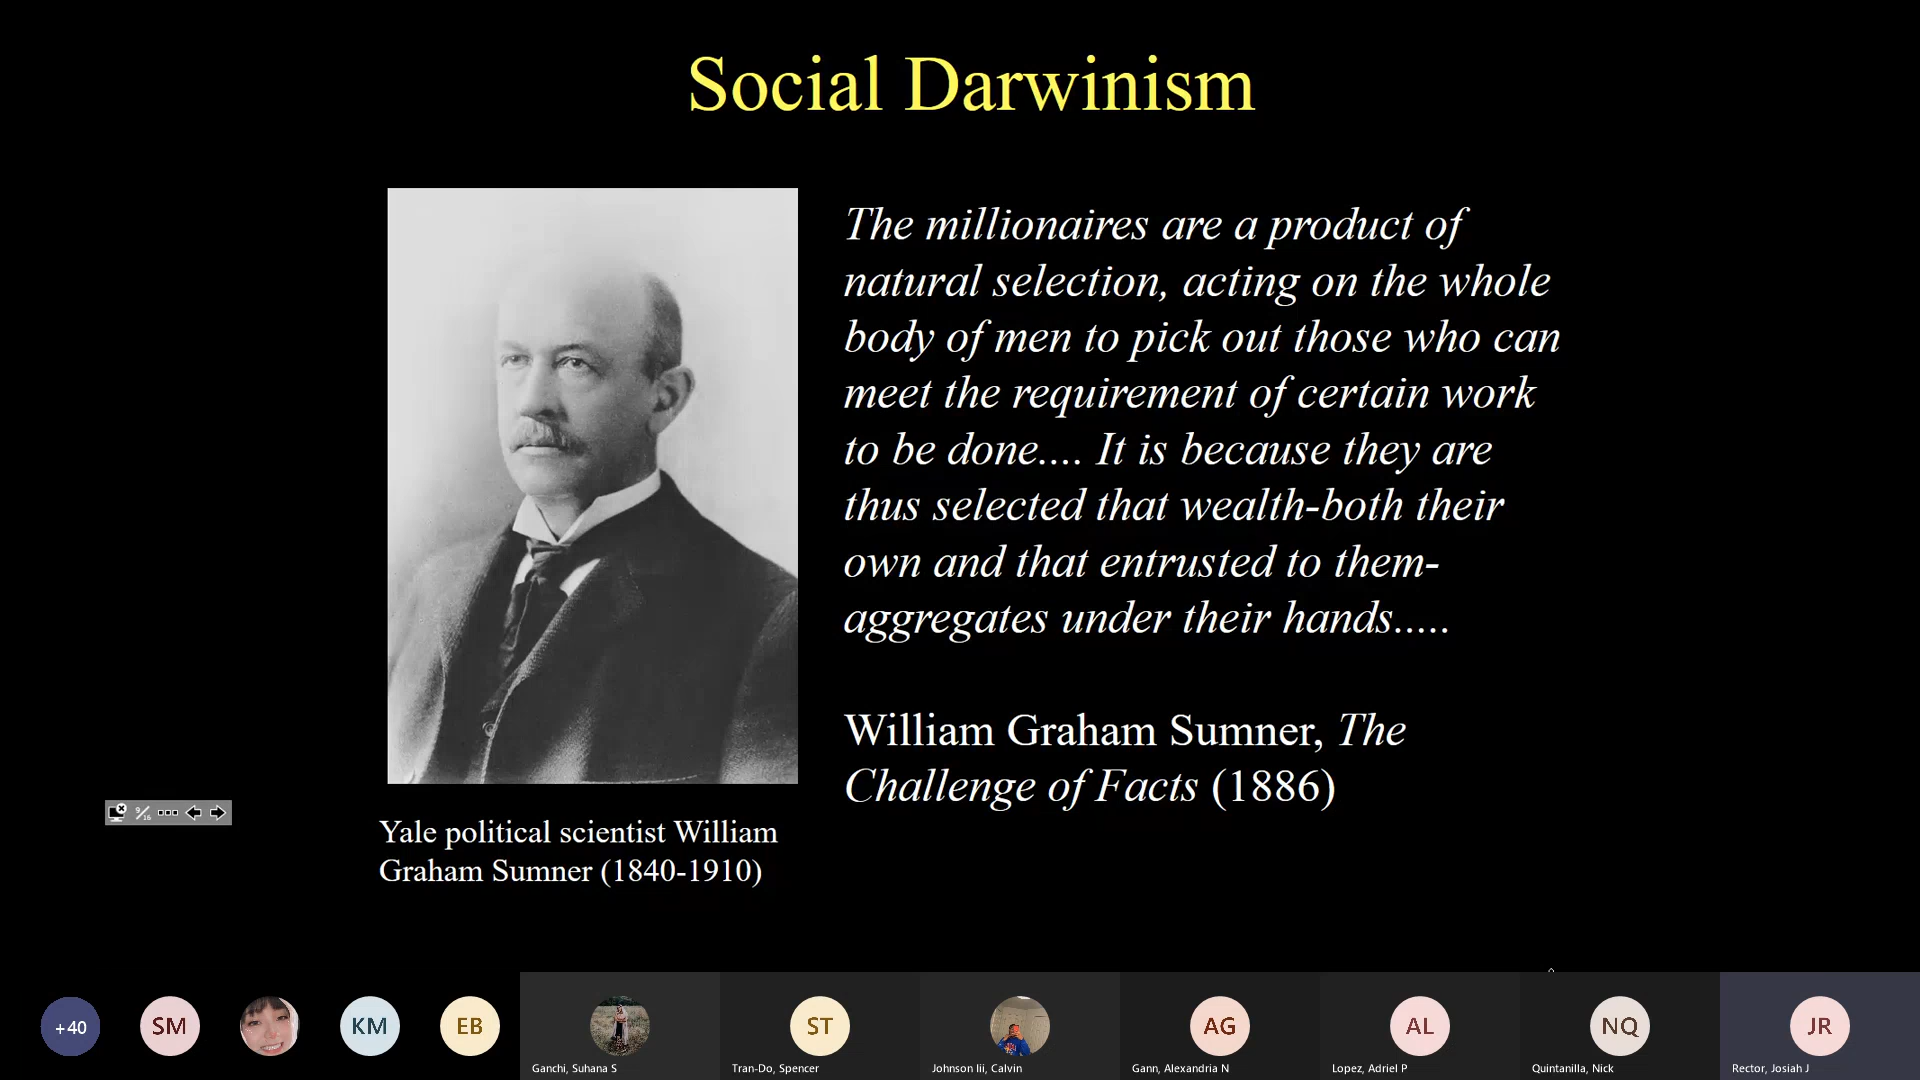 Social Darwinism
The millionaires are a product of
natural selection, acting on the whole
body of men to pick out those who can
meet the requirement of certain work
to be done.... It is because they are
thus selected that wealth-both their
own and that entrusted to them-
aggregates under their hands.....
William Graham Sumner, The
Challenge of Facts (1886)
Yale political scientist William
Graham Sumner (1840-1910)
9/16
+40
SM
KM
EB
ST
AG
AL
NQ
JR
Ganchi, Suhana S
Tran-Do, Spencer
Johnson Iii, Calvin
Gann, Alexandria N
Lopez, Adriel P
Quintanilla, Nick
Rector, Josiah J